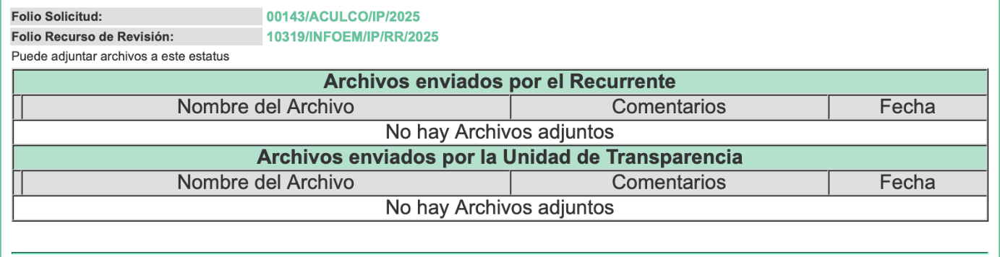 Folio Solicitud: 00143/ACULCO/IP/2025
Folio Recurso de Revisión: 10319/INFOEM/IP/RR/2025
Puede adjuntar archivos a este estatus
Archivos enviados por el Recurrente
Nombre del Archivo Comentarios Fecha
No hay Archivos adjuntos
Archivos enviados por la Unidad de Transparencia
Nombre del Archivo Comentarios Fecha
No hay Archivos adjuntos